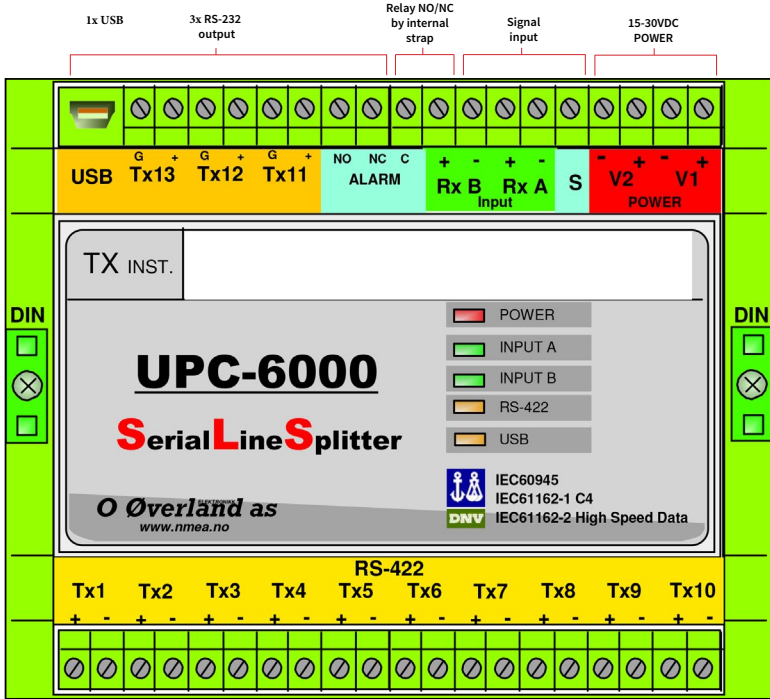 1x USB
3x RS-232
output
Relay NO/NC
by internal
strap
Signal
input
15-30VDC
POWER
G + G + G + NO NC C + - + - - + - +
USB Tx13 Tx12 Tx11 ALARM Rx B Rx A S V2 V1
Input POWER
TX INST.
DIN
DIN
POWER
INPUT A
INPUT B
RS-422
USB
UPC-6000
SerialLineSplitter
ELEKTRONIKK
O Øverland as
www.nmea.no
IEC60945
IEC61162-1 C4
DNV IEC61162-2 High Speed Data
RS-422
Tx1 Tx2 Tx3 Tx4 Tx5 Tx6 Tx7 Tx8 Tx9 Tx10
+ - + - + - + - + - + - + - + - + - + -